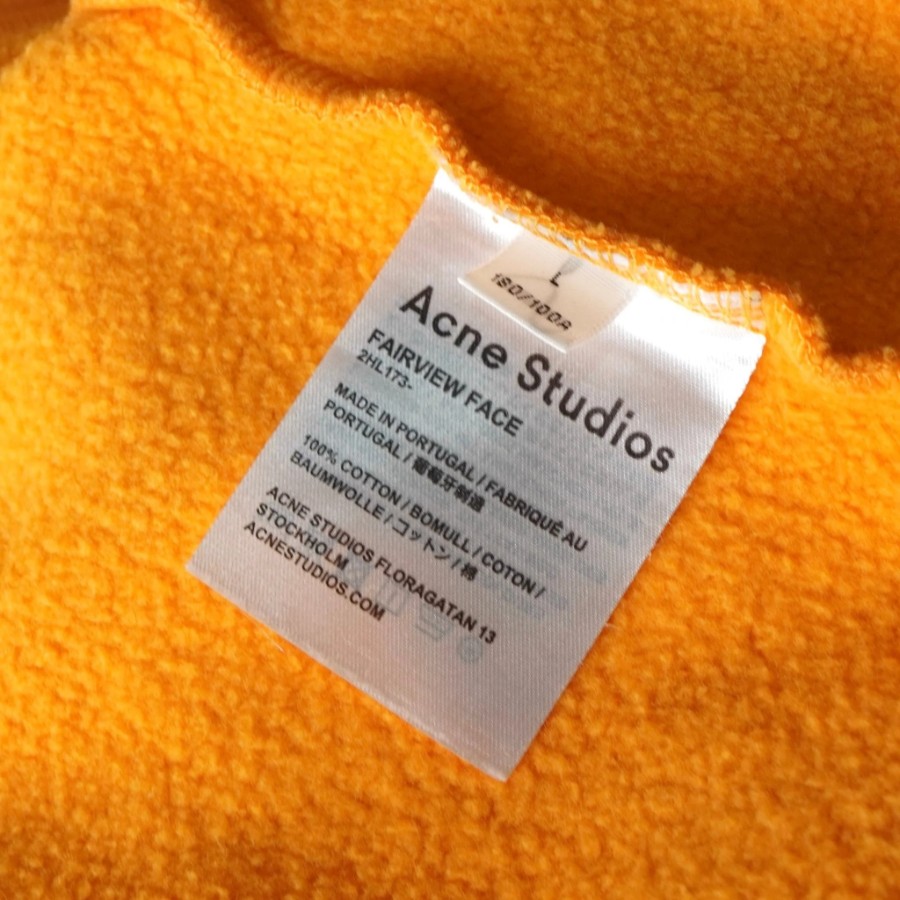 L
180/100A
Acne Studios
FAIRVIEW FACE
2HL173-
MADE IN PORTUGAL / FABRIQUÉ AU
PORTUGAL / 葡萄牙制造
100% COTTON / BOMULL / COTON /
BAUMWOLLE / コットン / 棉
ACNE STUDIOS FLORAGATAN 13
STOCKHOLM
ACNESTUDIOS.COM